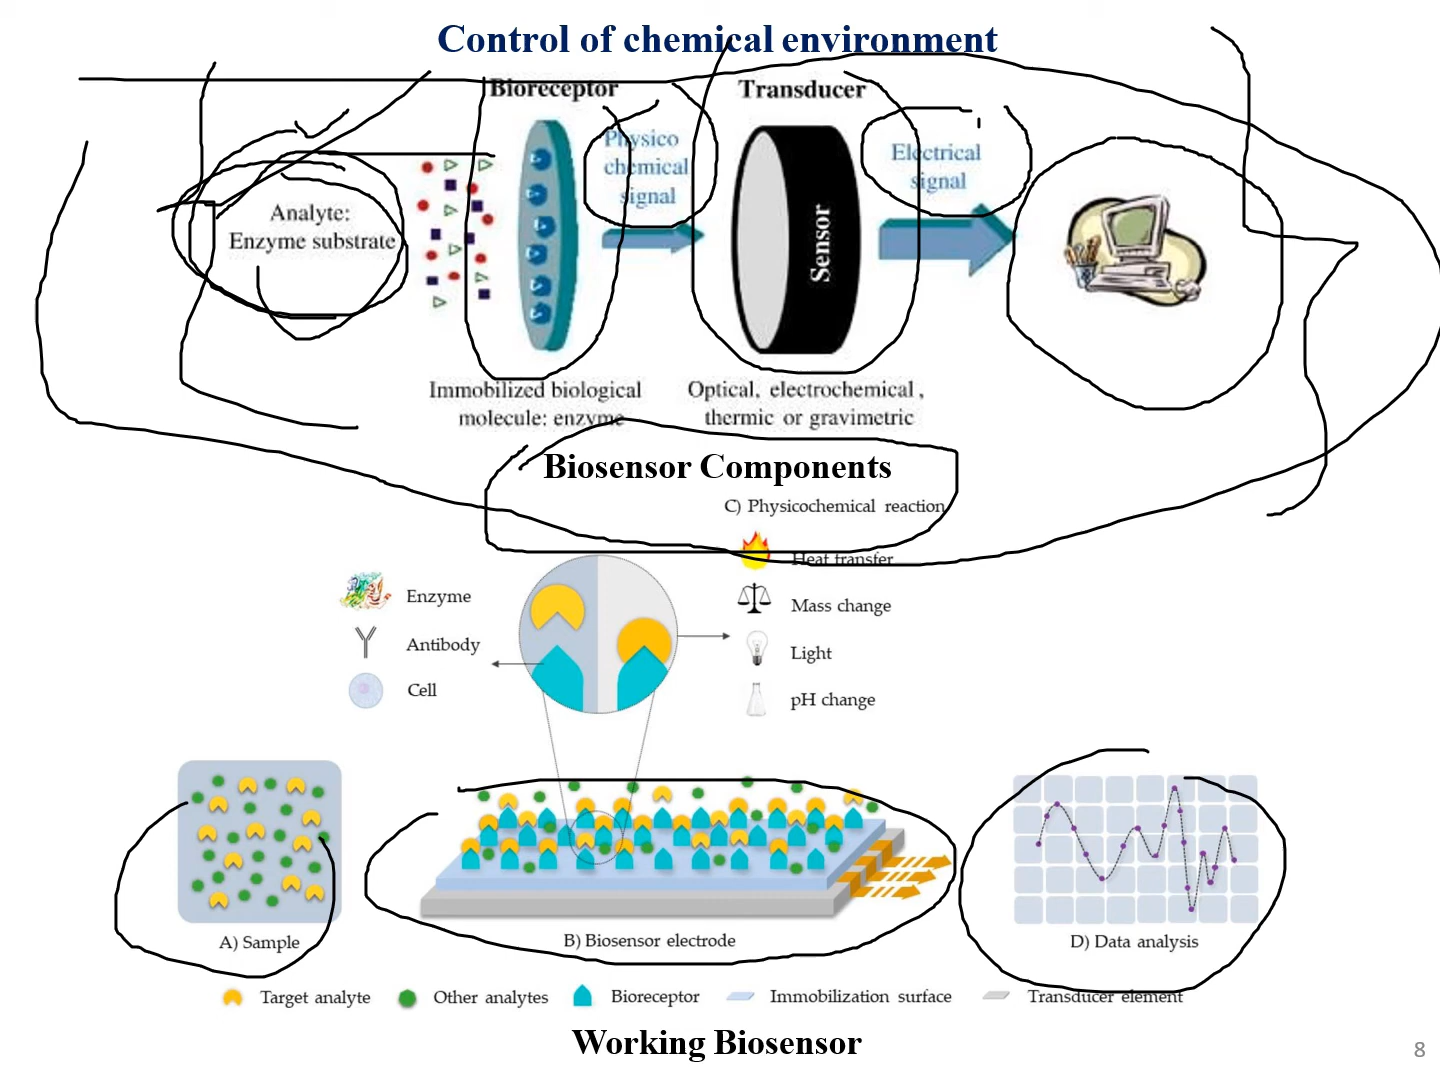 Control of chemical environment
Bioreceptor
Transducer
Physico
chemical
signal
Electrical
signal
Analyte:
Enzyme substrate
Sensor
Immobilized biological
molecule: enzyme
Optical, electrochemical,
thermic or gravimetric
Biosensor Components
C) Physicochemical reaction
Heat transfer
Enzyme
Mass change
Antibody
Light
Cell
pH change
A) Sample
B) Biosensor electrode
D) Data analysis
Target analyte
Other analytes
Bioreceptor
Immobilization surface
Transducer element
Working Biosensor
8